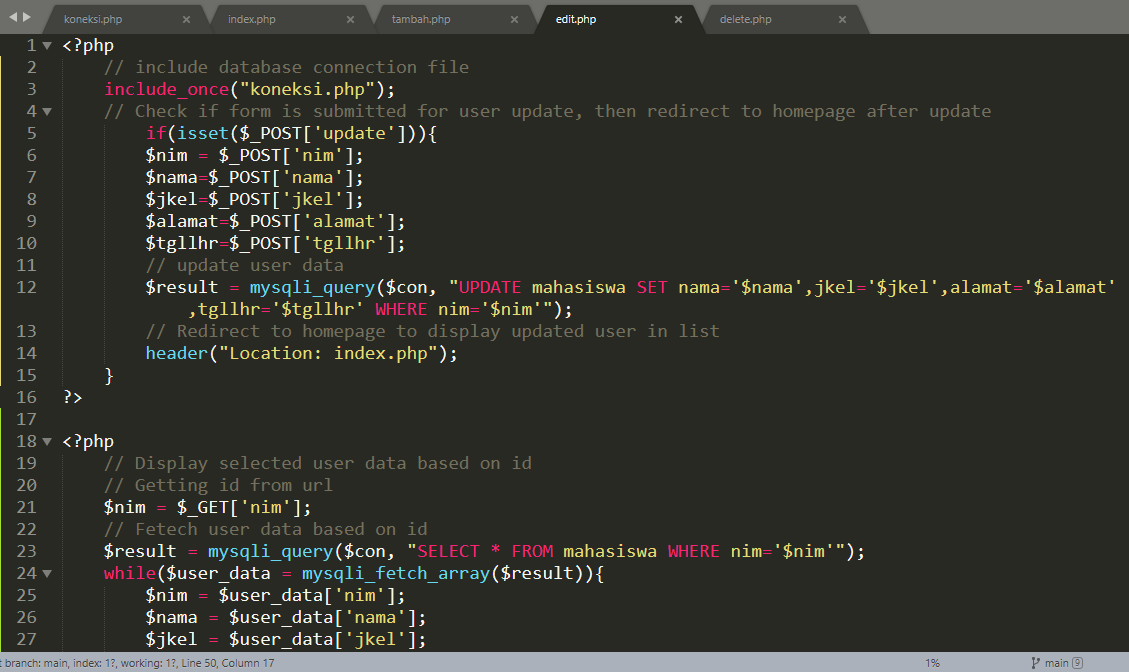 koneksi.php × index.php × tambah.php × edit.php × delete.php ×
1 <?php
2 // include database connection file
3 include_once("koneksi.php");
4 // Check if form is submitted for user update, then redirect to homepage after update
5 if(isset($_POST['update'])){
6 $nim = $_POST['nim'];
7 $nama=$_POST['nama'];
8 $jkel=$_POST['jkel'];
9 $alamat=$_POST['alamat'];
10 $tgllhr=$_POST['tgllhr'];
11 // update user data
12 $result = mysqli_query($con, "UPDATE mahasiswa SET nama='$nama',jkel='$jkel',alamat='$alamat'
,tgllhr='$tgllhr' WHERE nim='$nim'");
13 // Redirect to homepage to display updated user in list
14 header("Location: index.php");
15 }
16 ?>
17
18 <?php
19 // Display selected user data based on id
20 // Getting id from url
21 $nim = $_GET['nim'];
22 // Fetech user data based on id
23 $result = mysqli_query($con, "SELECT * FROM mahasiswa WHERE nim='$nim'");
24 while($user_data = mysqli_fetch_array($result)){
25 $nim = $user_data['nim'];
26 $nama = $user_data['nama'];
27 $jkel = $user_data['jkel'];
t branch: main, index: 1?, working: 1?, Line 50, Column 17 1% main 9